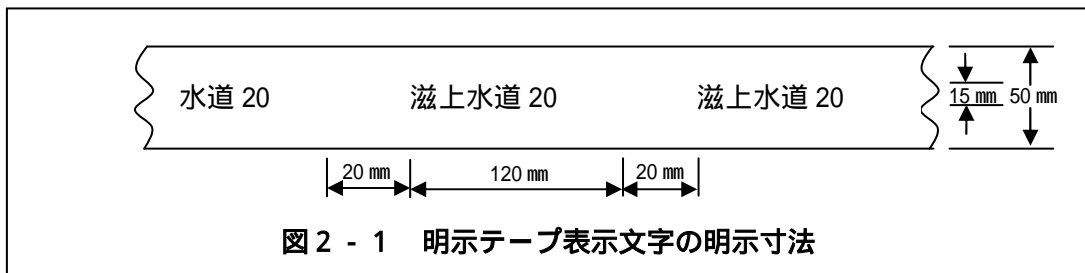 水道 20 滋上水道 20 滋上水道 20
15 ㎜ 50 ㎜
20 ㎜ 120 ㎜ 20 ㎜
図2 - 1 明示テープ表示文字の明示寸法